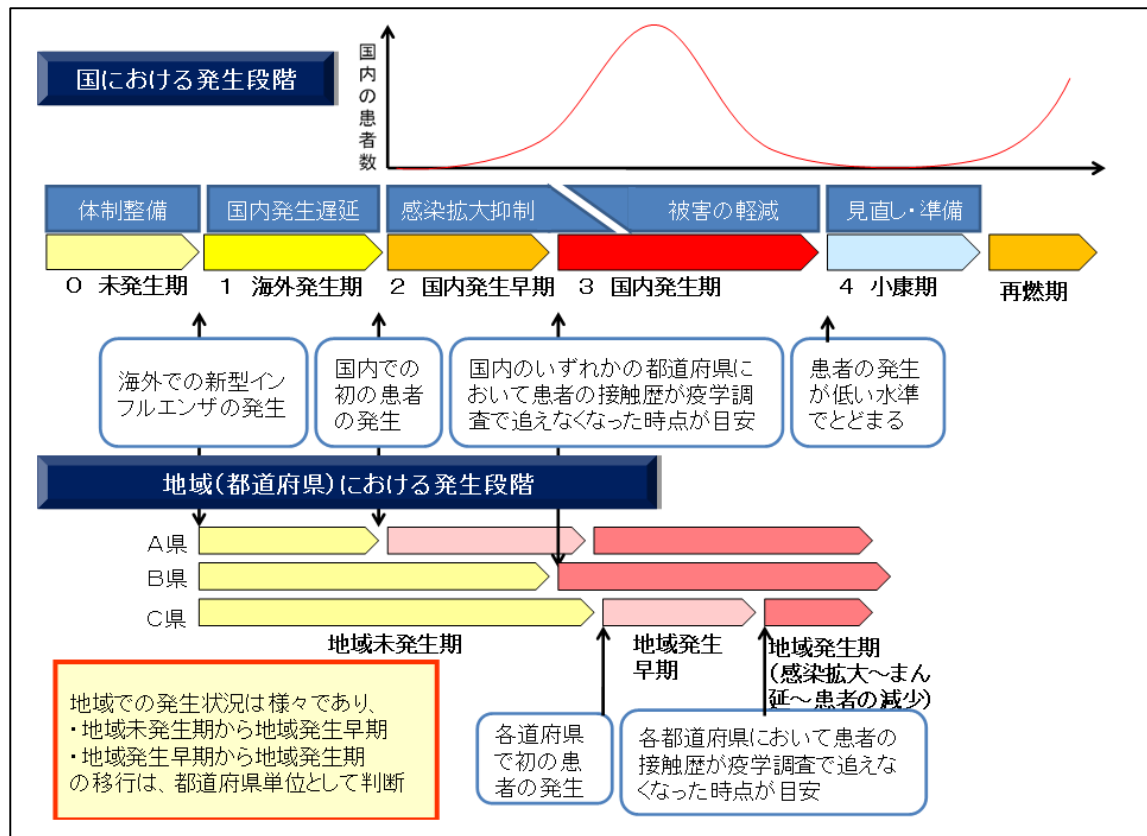 国における発生段階
国内の患者数
体制整備
国内発生遅延
感染拡大抑制
被害の軽減
見直し・準備
0 未発生期
1 海外発生期
2 国内発生早期
3 国内発生期
4 小康期
再燃期
海外での新型イン
フルエンザの発生
国内での
初の患者
の発生
国内のいずれかの都道府県に
おいて患者の接触歴が疫学調
査で追えなくなった時点が目安
患者の発生
が低い水準
でとどまる
地域(都道府県)における発生段階
A県
B県
C県
地域未発生期
地域発生
早期
地域発生期
(感染拡大～まん
延～患者の減少)
地域での発生状況は様々であり、
・地域未発生期から地域発生早期
・地域発生早期から地域発生期
の移行は、都道府県単位として判断
各道府県
で初の患
者の発生
各都道府県において患者の
接触歴が疫学調査で追えな
くなった時点が目安